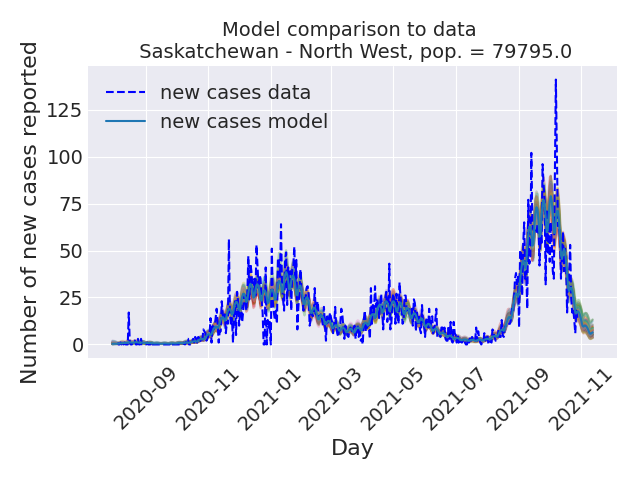 Model comparison to data
Saskatchewan - North West, pop. = 79795.0
Number of new cases reported
new cases data
new cases model
125
100
75
50
25
0
2020-09
2020-11
2021-01
2021-03
2021-05
2021-07
2021-09
2021-11
Day